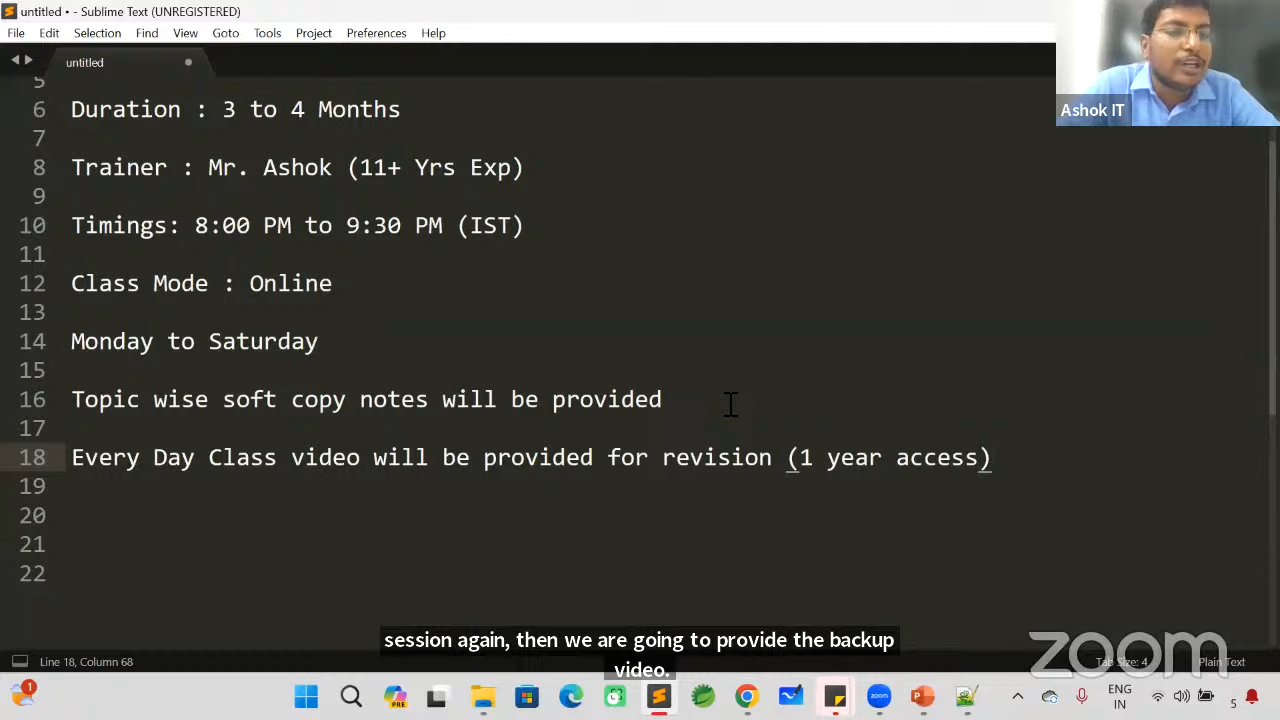 untitled • - Sublime Text (UNREGISTERED)
File Edit Selection Find View Goto Tools Project Preferences Help
untitled
Ashok IT
5
6 Duration : 3 to 4 Months
7
8 Trainer : Mr. Ashok (11+ Yrs Exp)
9
10 Timings: 8:00 PM to 9:30 PM (IST)
11
12 Class Mode : Online
13
14 Monday to Saturday
15
16 Topic wise soft copy notes will be provided
17
18 Every Day Class video will be provided for revision (1 year access)
19
20
21
22
session again, then we are going to provide the backup
video.
zoom
Line 18, Column 68
Tab Size: 4
Plain Text
1
PRE
zoom
ENG
IN
5